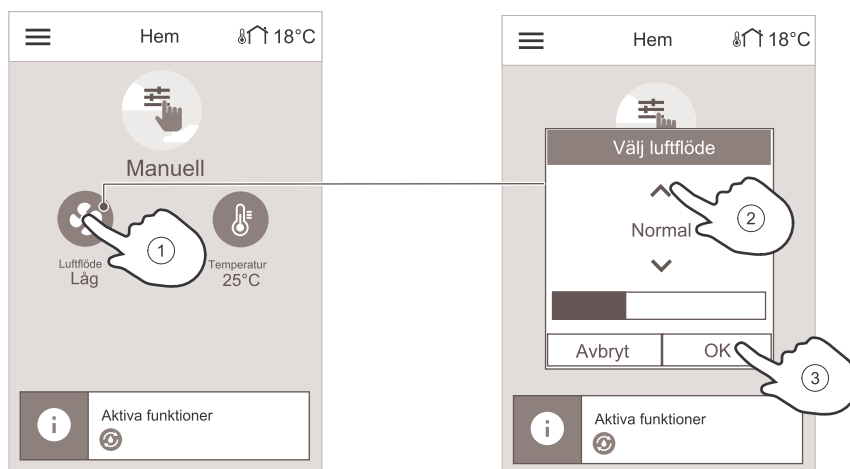 Hem
18°C
Manuell
1
Luftflöde
Låg
Temperatur
25°C
i
Aktiva funktioner
Hem
18°C
Välj luftflöde
2
Normal
Avbryt
OK
3
i
Aktiva funktioner